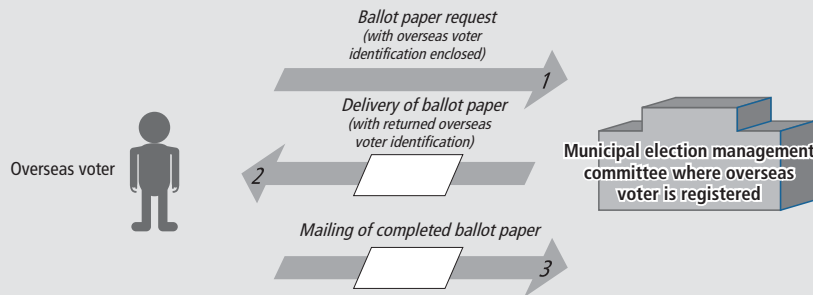 Ballot paper request
(with overseas voter
identification enclosed)
1
Delivery of ballot paper
(with returned overseas
voter identification)
2
Overseas voter
Municipal election management
committee where overseas
voter is registered
Mailing of completed ballot paper
3